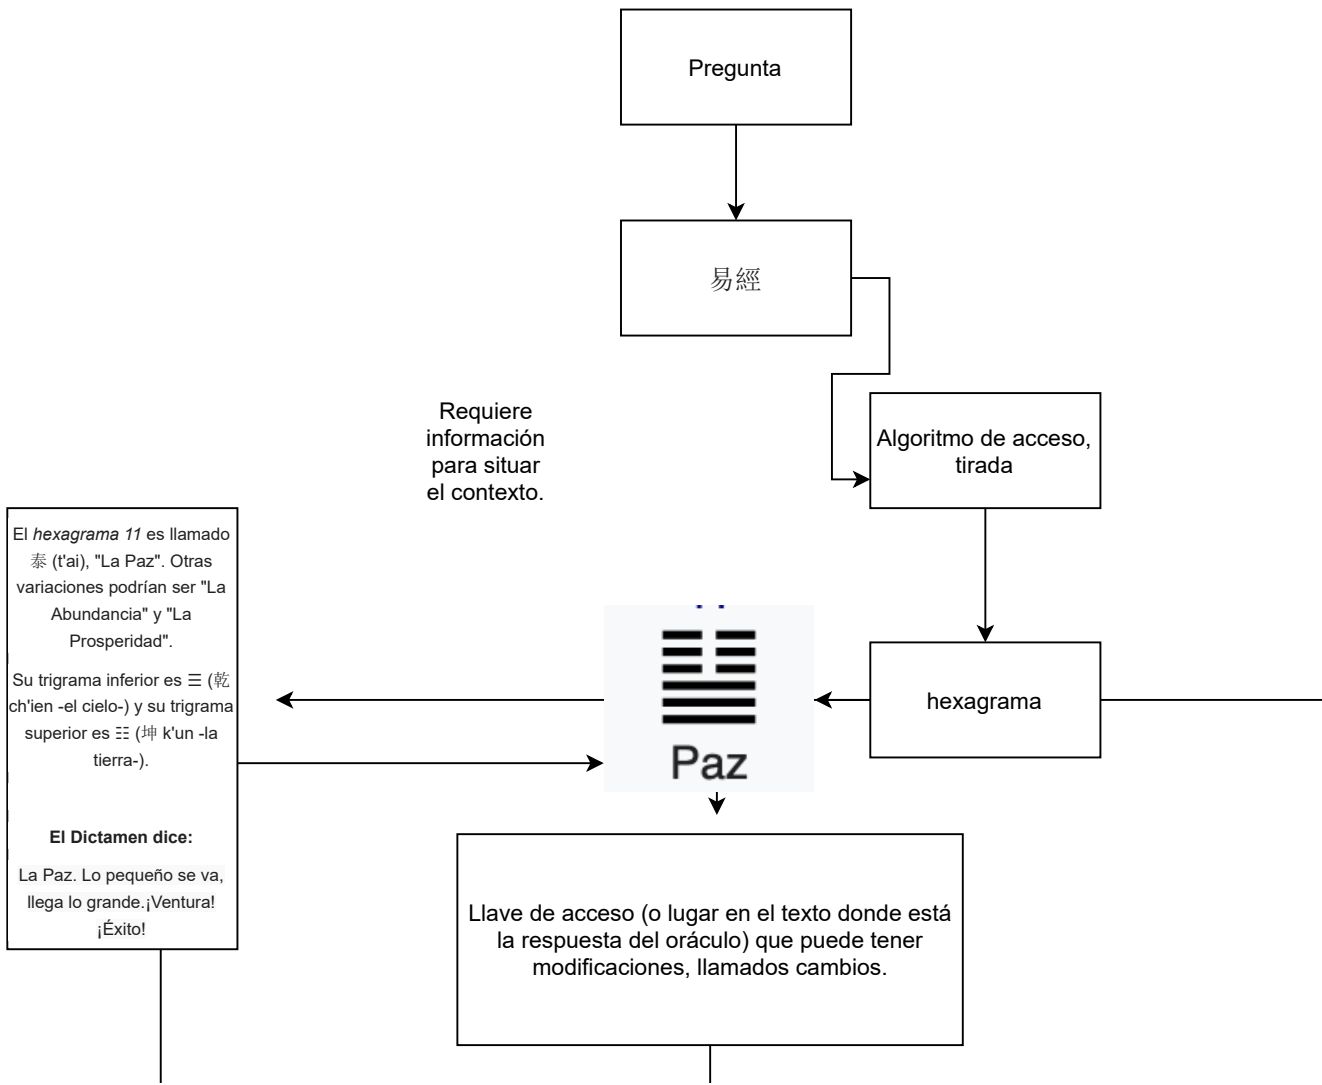 Pregunta
易經
Algoritmo de acceso,
tirada
Requiere
información
para situar
el contexto.
El hexagrama 11 es llamado
泰 (t'ai), "La Paz". Otras
variaciones podrían ser "La
Abundancia" y "La
Prosperidad".
Su trigrama inferior es ☰ (乾
ch'ien -el cielo-) y su trigrama
superior es ☷ (坤 k'un -la
tierra-).
El Dictamen dice:
La Paz. Lo pequeño se va,
llega lo grande.¡Ventura!
¡Éxito!
Paz
hexagrama
Llave de acceso (o lugar en el texto donde está
la respuesta del oráculo) que puede tener
modificaciones, llamados cambios.